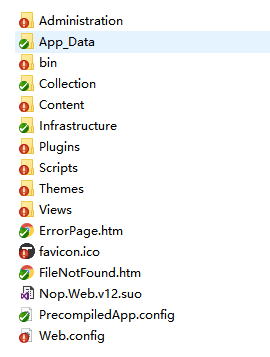 Administration
App_Data
bin
Collection
Content
Infrastructure
Plugins
Scripts
Themes
Views
ErrorPage.htm
favicon.ico
FileNotFound.htm
Nop.Web.v12.suo
PrecompiledApp.config
Web.config